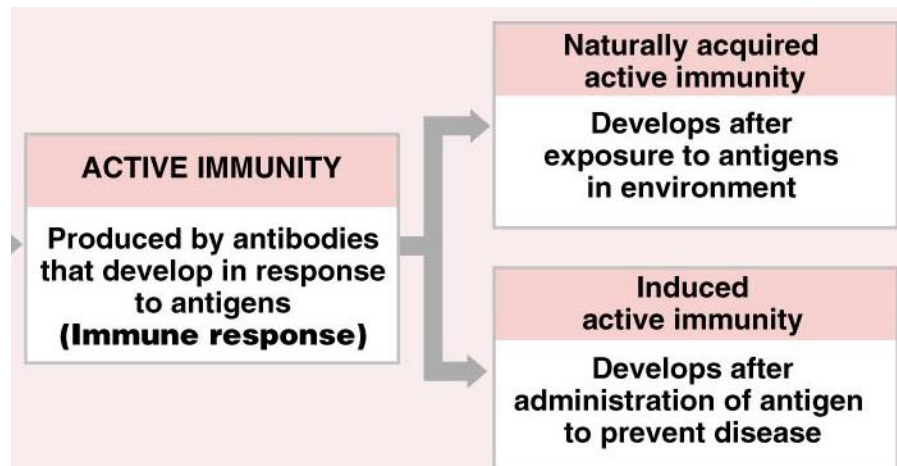 ACTIVE IMMUNITY
Produced by antibodies
that develop in response
to antigens
(Immune response)
Naturally acquired
active immunity
Develops after
exposure to antigens
in environment
Induced
active immunity
Develops after
administration of antigen
to prevent disease